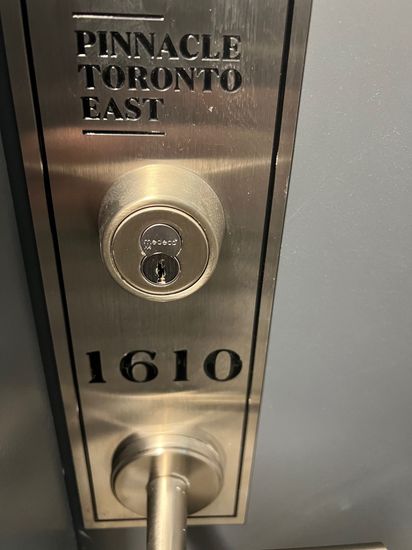 PINNACLE
TORONTO
EAST
medeco
1610